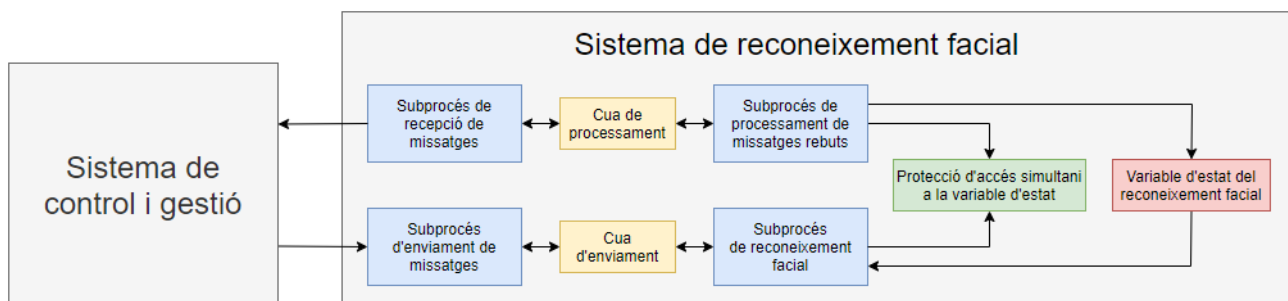 Sistema de reconeixement facial
Sistema de
control i gestió
Subprocés de
recepció de
missatges
Cua de
processament
Subprocés de
processament de
missatges rebuts
Protecció d'accés simultani
a la variable d'estat
Variable d'estat del
reconeixement facial
Subprocés
d'enviament de
missatges
Cua
d'enviament
Subprocés
de reconeixement
facial